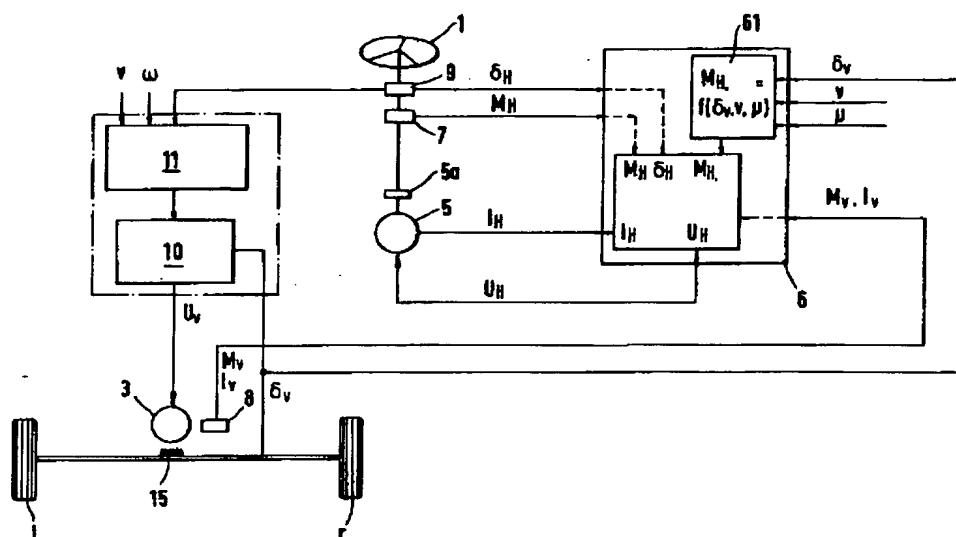 1
61
9
δH
MH
7
v ω
11
10
Uv
5a
5
IH
UH
MH. =
f(δv.v, μ)
δv
v
μ
MH δH MH.
IH UH
Mv. Iv
6
Mv
Iv
δv
3
8
15
l
r